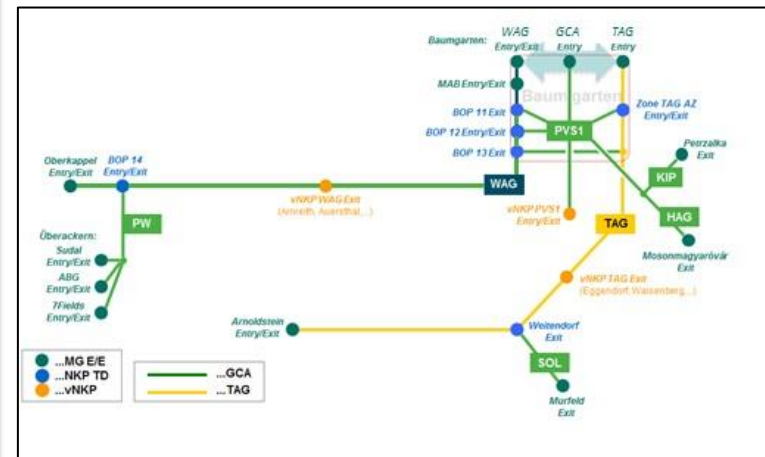 WAG
Entry/Exit
GCA
Entry
TAG
Entry
Baumgarten:
MAB Entry/Exit
Baumgarten
BOP 11 Exit
BOP 12 Entry/Exit
BOP 13 Exit
PVS1
Zone TAG AZ
Entry/Exit
Petrzalka
Exit
KIP
HAG
Mosonmagyaróvár
Exit
Oberkappel
Entry/Exit
BOP 14
Entry/Exit
WAG
vNKP WAG Exit
(Arnreith, Auersthal,...)
vNKP PVS1
Entry/Exit
TAG
PW
Überackern:
Sudal
Entry/Exit
ABG
Entry/Exit
7Fields
Entry/Exit
vNKP TAG Exit
(Eggendorf, Waisenberg,...)
Arnoldstein
Entry/Exit
Weitendorf
Exit
SOL
Murfeld
Exit
...MG E/E
...NKP TD
...vNKP
...GCA
...TAG